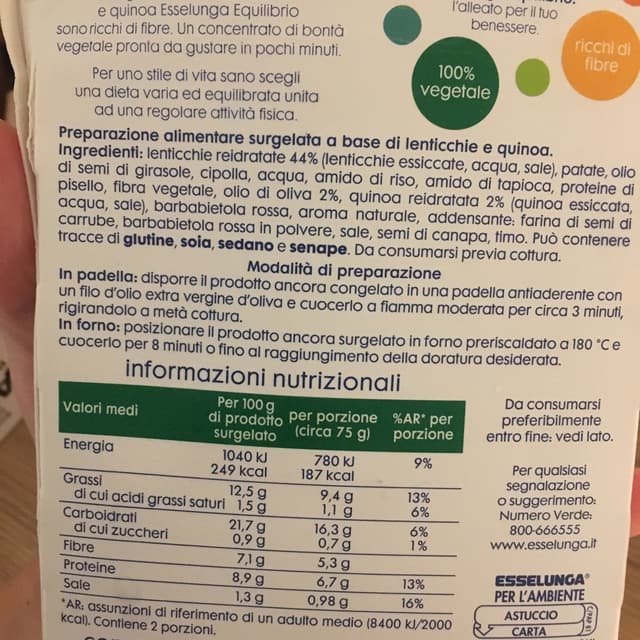 e quinoa Esselunga Equilibrio
sono ricchi di fibre. Un concentrato di bontà
vegetale pronta da gustare in pochi minuti.
Per uno stile di vita sano scegli
una dieta varia ed equilibrata unita
ad una regolare attività fisica.
l'alleato per il tuo
benessere.
100%
vegetale
ricchi di
fibre
Preparazione alimentare surgelata a base di lenticchie e quinoa.
Ingredienti: lenticchie reidratate 44% (lenticchie essiccate, acqua, sale), patate, olio
di semi di girasole, cipolla, acqua, amido di riso, amido di tapioca, proteine di
pisello, fibra vegetale, olio di oliva 2%, quinoa reidratata 2% (quinoa essiccata,
acqua, sale), barbabietola rossa, aroma naturale, addensante: farina di semi di
carrube, barbabietola rossa in polvere, sale, semi di canapa, timo. Può contenere
tracce di glutine, soia, sedano e senape. Da consumarsi previa cottura.
Modalità di preparazione
In padella: disporre il prodotto ancora congelato in una padella antiaderente con
un filo d'olio extra vergine d'oliva e cuocerlo a fiamma moderata per circa 3 minuti,
rigirandolo a metà cottura.
In forno: posizionare il prodotto ancora surgelato in forno preriscaldato a 180 °C e
cuocerlo per 8 minuti o fino al raggiungimento della doratura desiderata.
informazioni nutrizionali
Valori medi Per 100 g di prodotto surgelato per porzione (circa 75 g) %AR* per porzione
Energia 1040 kJ 780 kJ 9%
249 kcal 187 kcal
Grassi 12,5 g 9,4 g 13%
di cui acidi grassi saturi 1,5 g 1,1 g 6%
Carboidrati 21,7 g 16,3 g 6%
di cui zuccheri 0,9 g 0,7 g 1%
Fibre 7,1 g 5,3 g
Proteine 8,9 g 6,7 g 13%
Sale 1,3 g 0,98 g 16%
*AR: assunzioni di riferimento di un adulto medio (8400 kJ/2000
kcal). Contiene 2 porzioni.
Da consumarsi
preferibilmente
entro fine: vedi lato.
Per qualsiasi
segnalazione
o suggerimento:
Numero Verde:
800-666555
www.esselunga.it
ESSELUNGA®
PER L'AMBIENTE
ASTUCCIO
CARTA